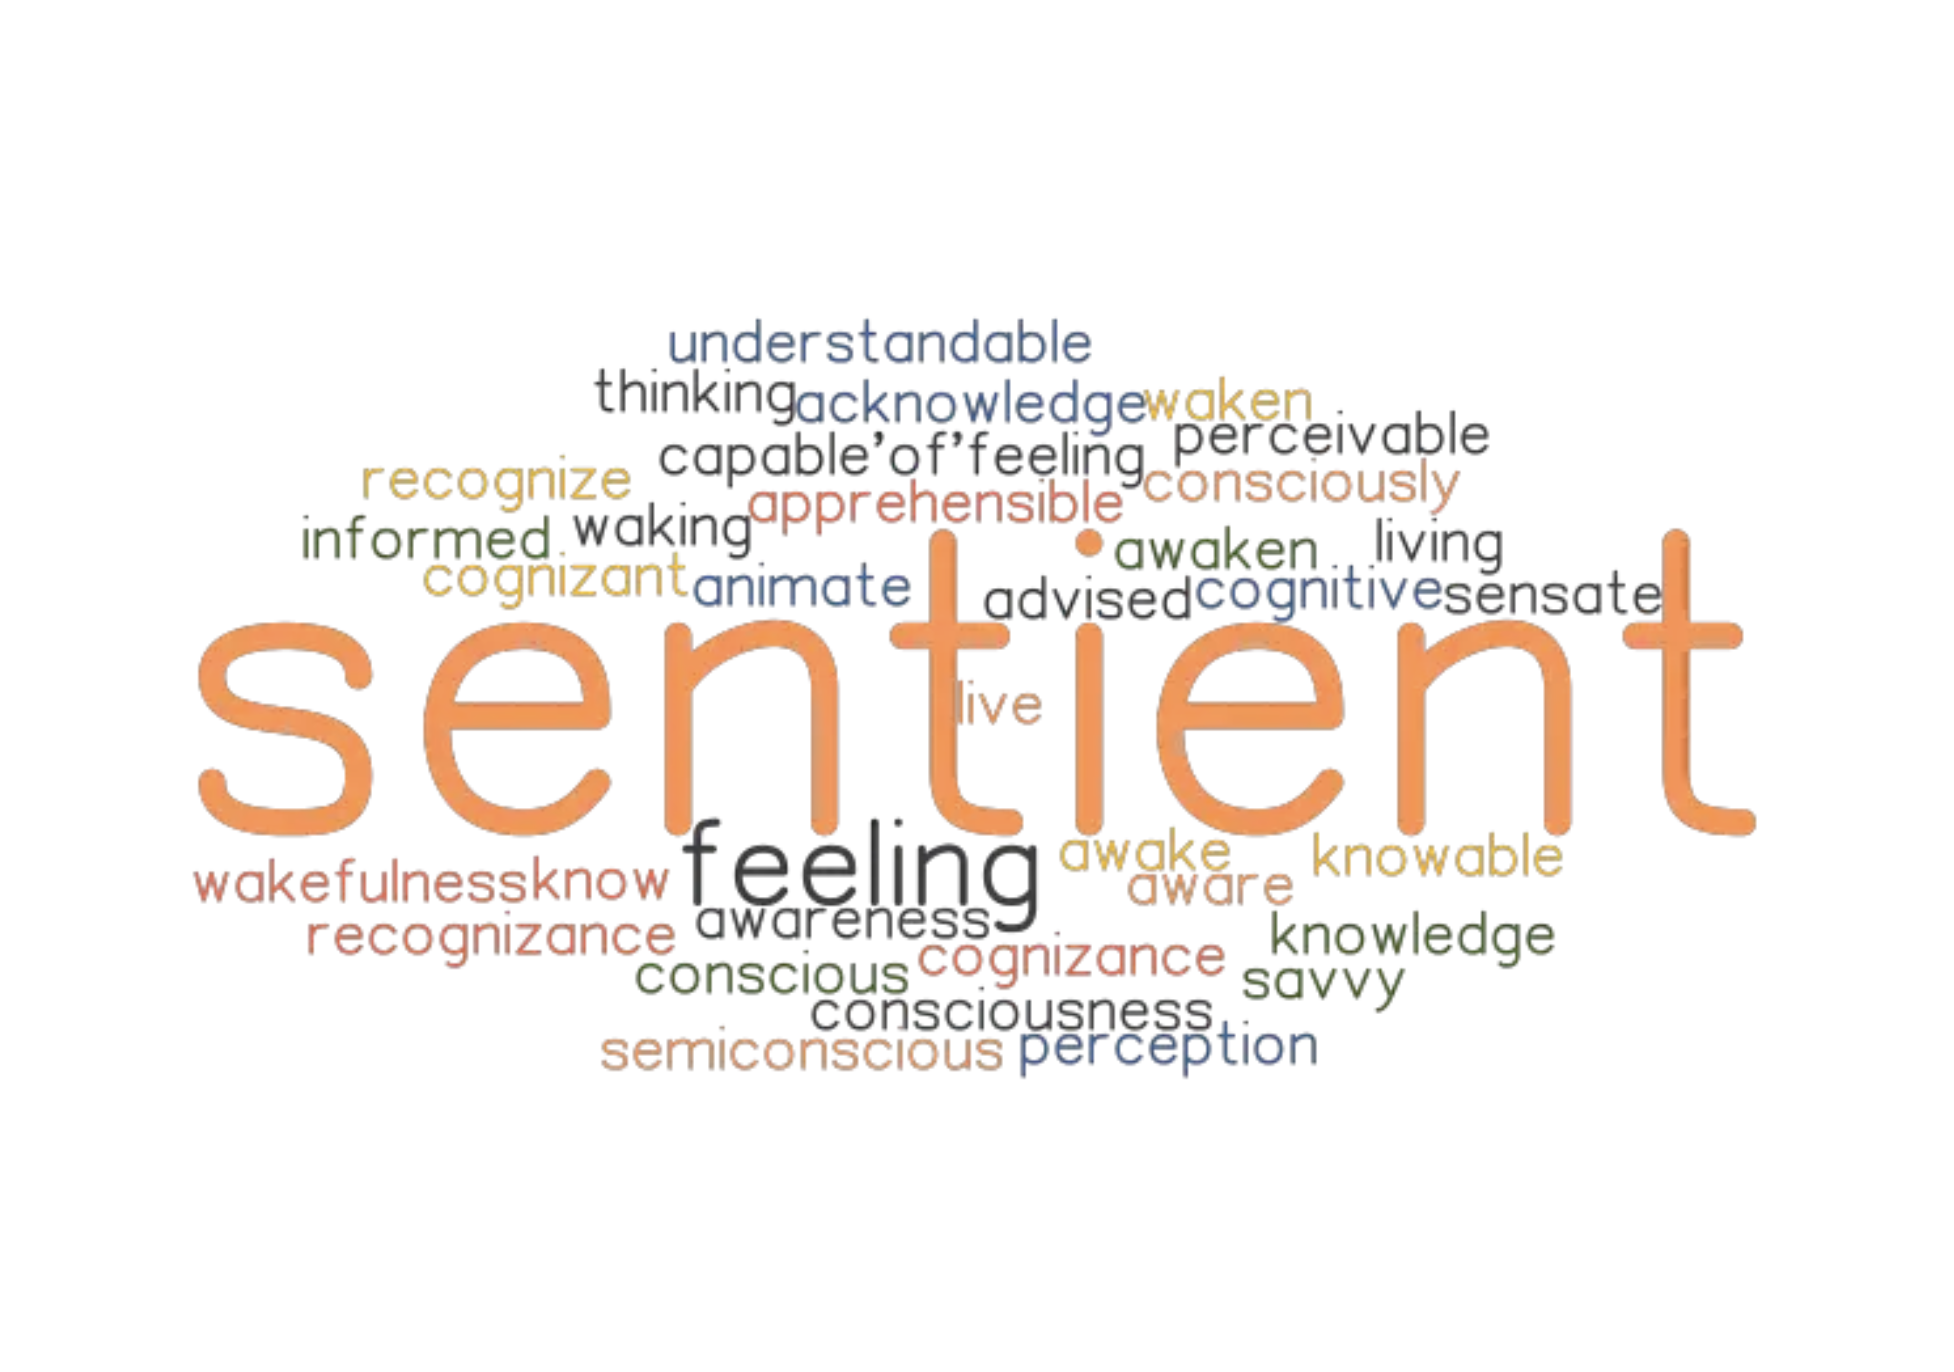 understandable
thinking acknowledge waken
perceivable
capable'of'feeling
recognize consciously
apprehensible
informed waking awaken living
cognizant animate advised cognitive sensate
sentient
live
feeling awake knowable
wakefulness know aware
recognizance awareness knowledge
conscious cognizance savvy
consciousness
semiconscious perception